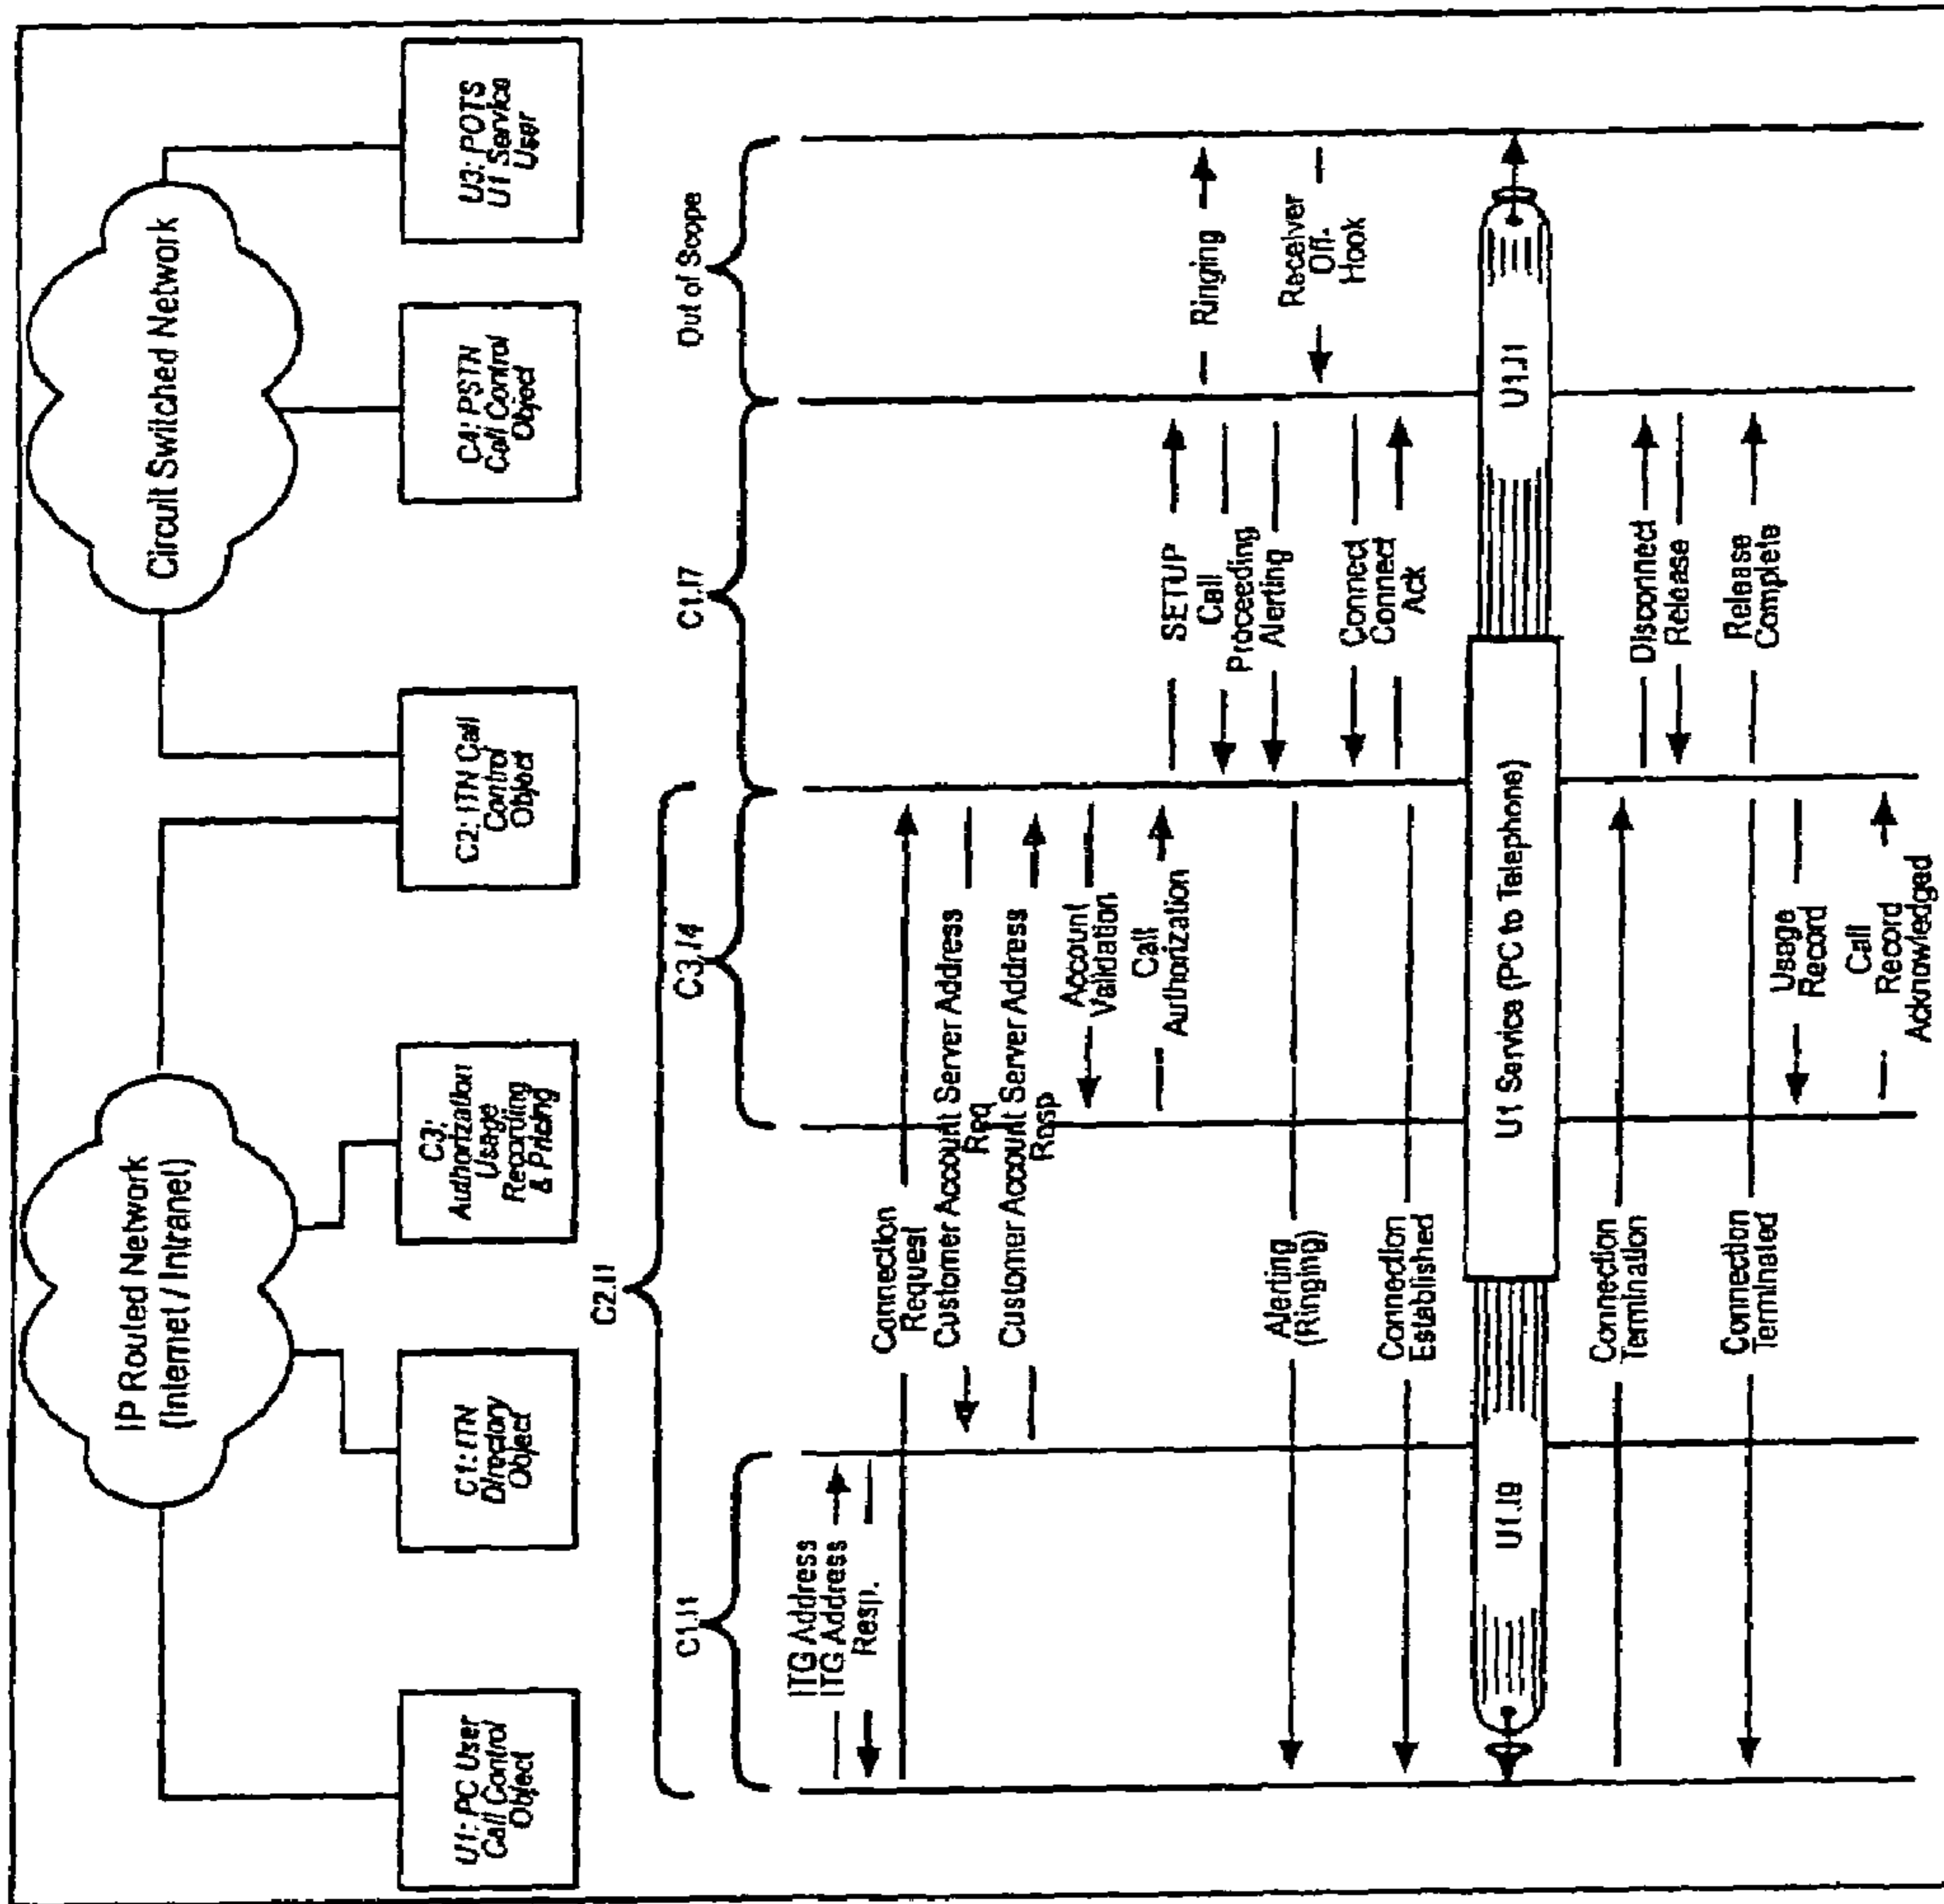 IP Routed Network
(Internet / Intranet)
Circuit Switched Network
U1: PC User
Call Control
Object
C1: ITN
Directory
Object
C3:
Authorization
Usage
Recording
& Pricing
C2: ITN Call
Control
Object
C4: PSTN
Call Control
Object
U3: POTS
U1 Service
User
C2.I1
C1.I1
C3.I4
C1.I7
Out of Scope
ITG Address
ITG Address
Resp.
Connection
Request
Customer Account Server Address
Req
Customer Account Server Address
Resp
Account
Validation
Call
Authorization
SETUP
Call
Proceeding
Ringing
Alerting
Alerting
(Ringing)
Receiver
Off-
Hook
Connect
Connect
Ack
Connection
Established
U1.I9
U1 Service (PC to Telephone)
U1.I1
Connection
Termination
Disconnect
Release
Connection
Terminated
Release
Complete
Usage
Record
Call
Record
Acknowledged